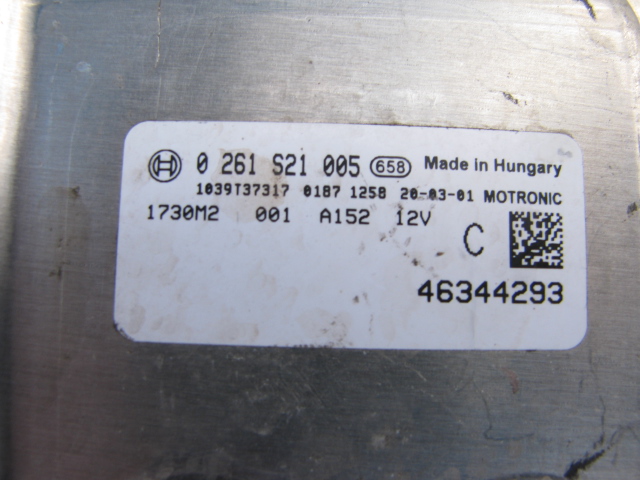 0 261 S21 005 658 Made in Hungary
1039T37317 0187 1258 20-03-01 MOTRONIC
1730M2 001 A152 12V
C
46344293